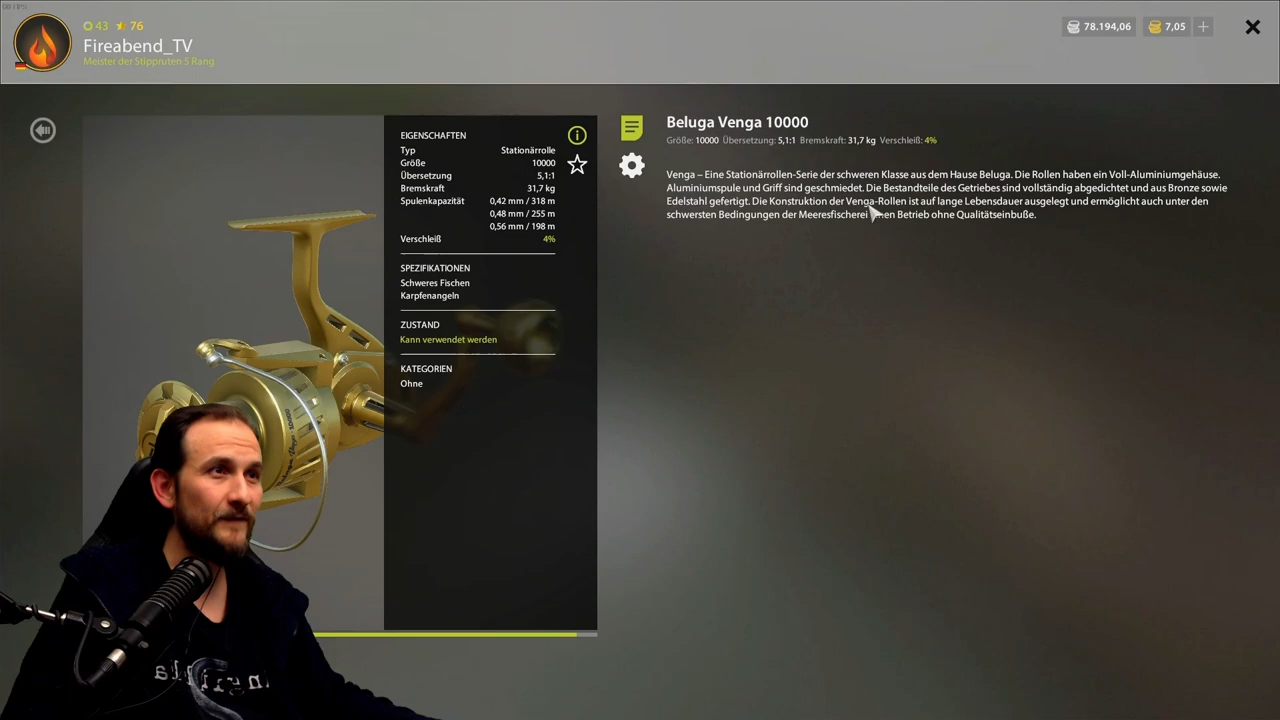 43 76
Fireabend_TV
Meister der Stippruten 5 Rang
78.194,06
7,05
EIGENSCHAFTEN
Typ Stationärrolle
Größe 10000
Übersetzung 5,1:1
Bremskraft 31,7 kg
Spulenkapazität 0,42 mm / 318 m
0,48 mm / 255 m
0,56 mm / 198 m
Verschleiß 4%
SPEZIFIKATIONEN
Schweres Fischen
Karpfenangeln
ZUSTAND
Kann verwendet werden
KATEGORIEN
Ohne
Beluga Venga 10000
Größe: 10000 Übersetzung: 5,1:1 Bremskraft: 31,7 kg Verschleiß: 4%
Venga – Eine Stationärrollen-Serie der schweren Klasse aus dem Hause Beluga. Die Rollen haben ein Voll-Aluminiumgehäuse.
Aluminiumspule und Griff sind geschmiedet. Die Bestandteile des Getriebes sind vollständig abgedichtet und aus Bronze sowie
Edelstahl gefertigt. Die Konstruktion der Venga-Rollen ist auf lange Lebensdauer ausgelegt und ermöglicht auch unter den
schwersten Bedingungen der Meeresfischerei Betrieb ohne Qualitätseinbuße.